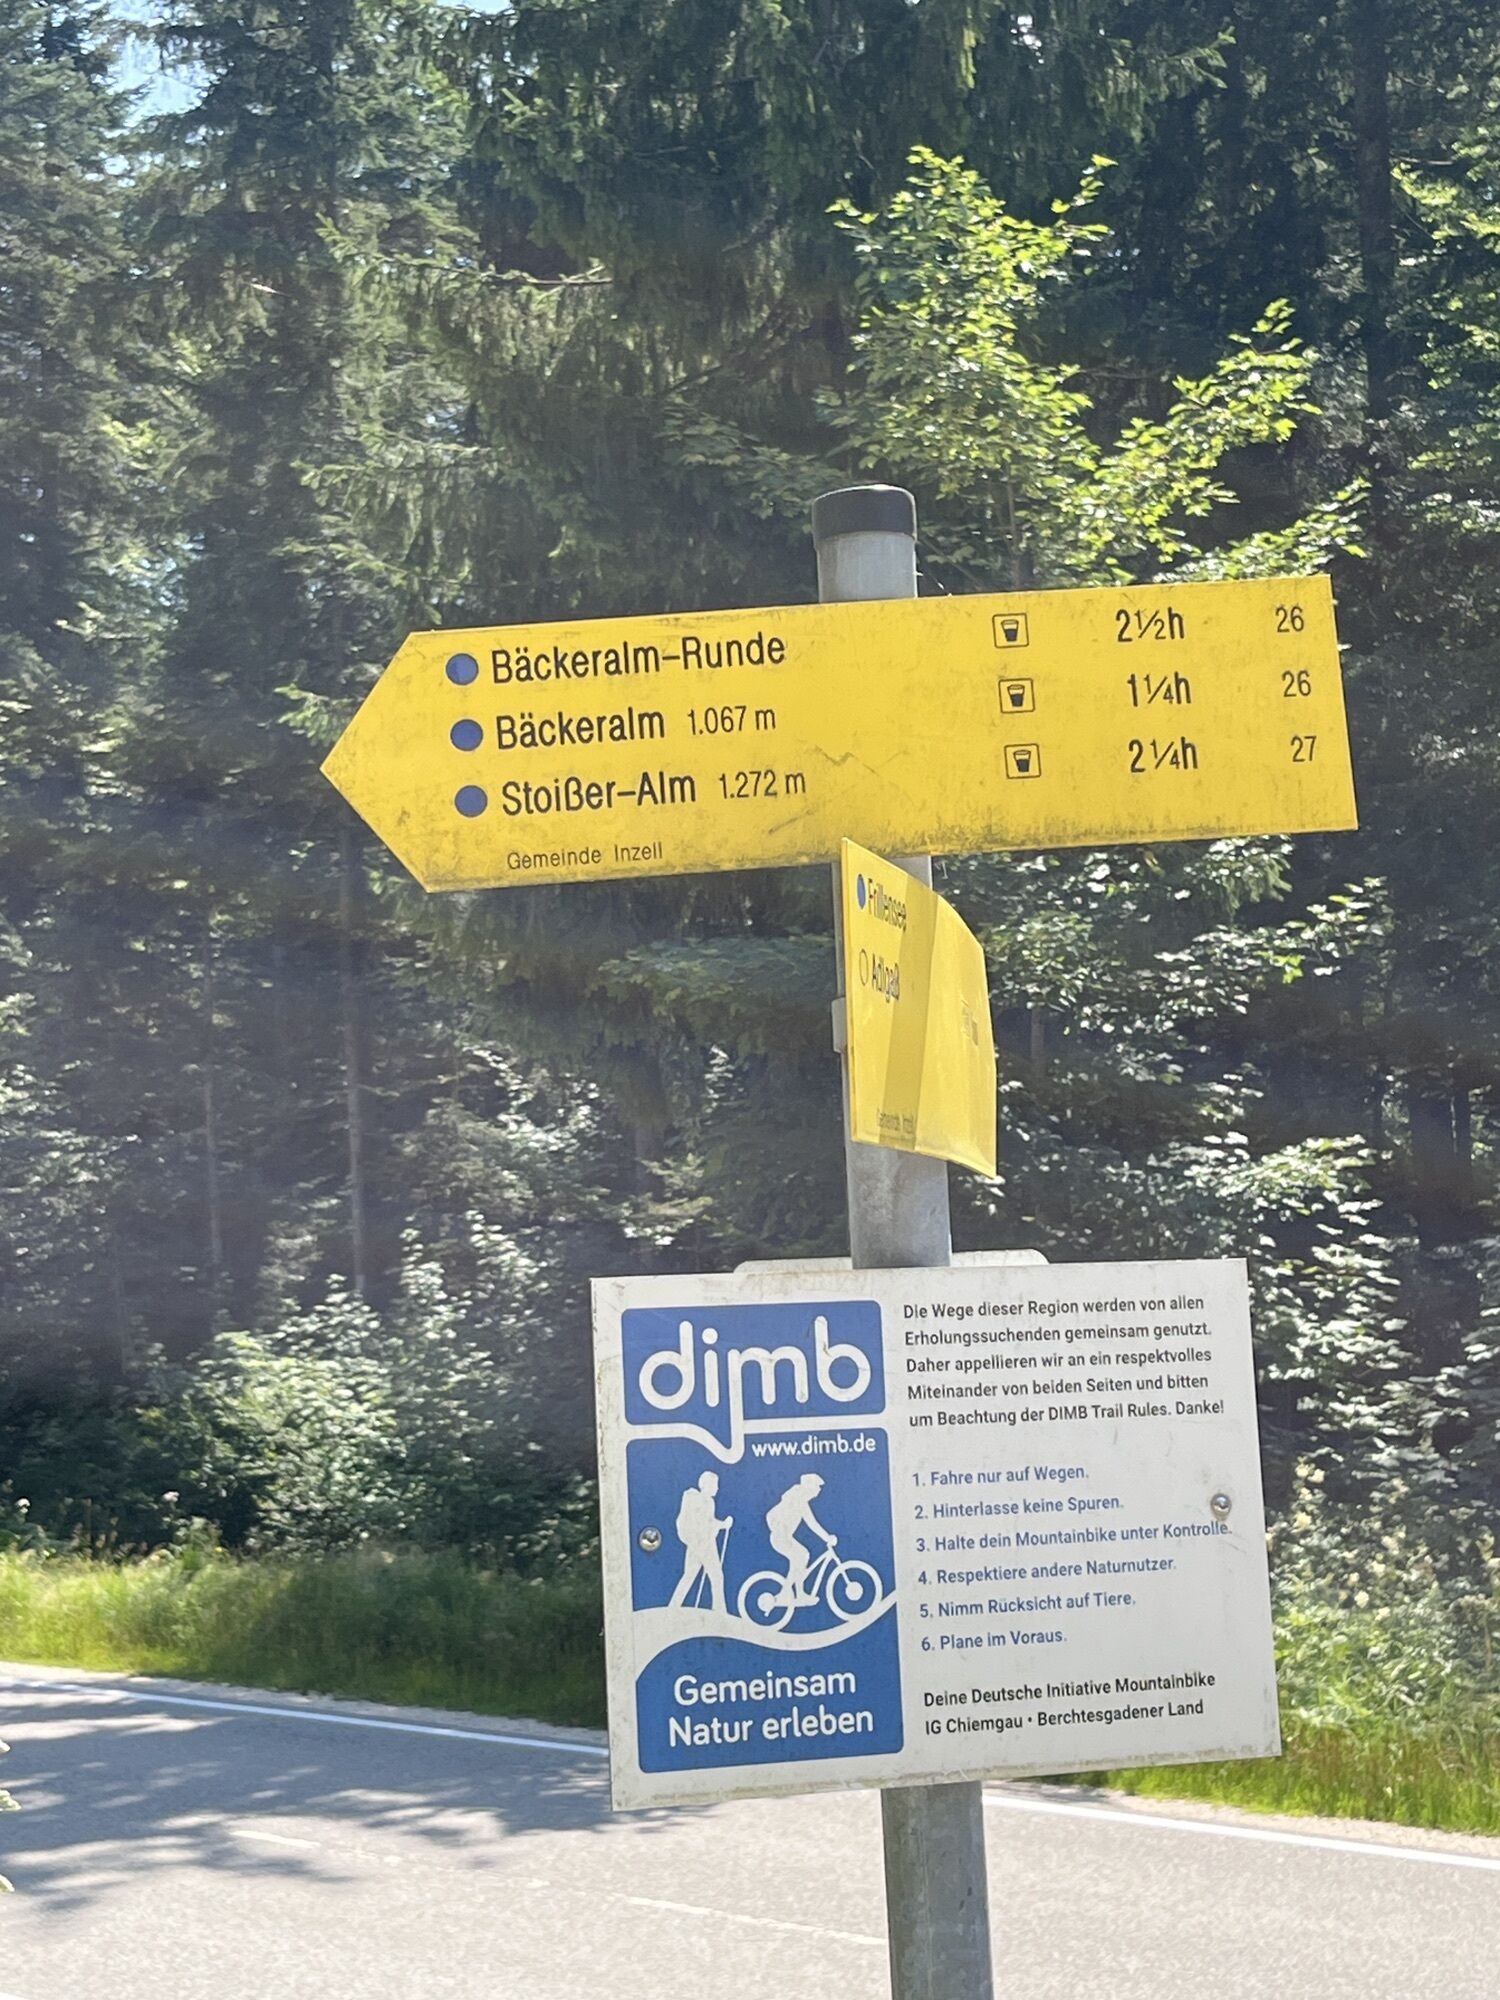 Bäckeralm-Runde 2½h 26
Bäckeralm 1.067 m 1¼h 26
Stoißer-Alm 1.272 m 2¼h 27
Gemeinde Inzell
Frillensee
Adlgaß
Gemeinde Inzell
dimb
www.dimb.de
Gemeinsam
Natur erleben
Die Wege dieser Region werden von allen
Erholungssuchenden gemeinsam genutzt.
Daher appellieren wir an ein respektvolles
Miteinander von beiden Seiten und bitten
um Beachtung der DIMB Trail Rules. Danke!
1. Fahre nur auf Wegen.
2. Hinterlasse keine Spuren.
3. Halte dein Mountainbike unter Kontrolle.
4. Respektiere andere Naturnutzer.
5. Nimm Rücksicht auf Tiere.
6. Plane im Voraus.
Deine Deutsche Initiative Mountainbike
IG Chiemgau • Berchtesgadener Land